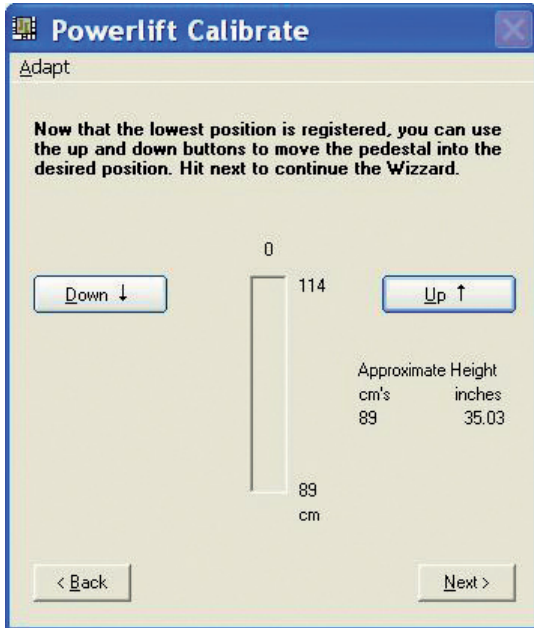 Powerlift Calibrate
Adapt
Now that the lowest position is registered, you can use
the up and down buttons to move the pedestal into the
desired position. Hit next to continue the Wizzard.
0
Down ↓
114
Up ↑
Approximate Height
cm's inches
89 35.03
89
cm
< Back
Next >